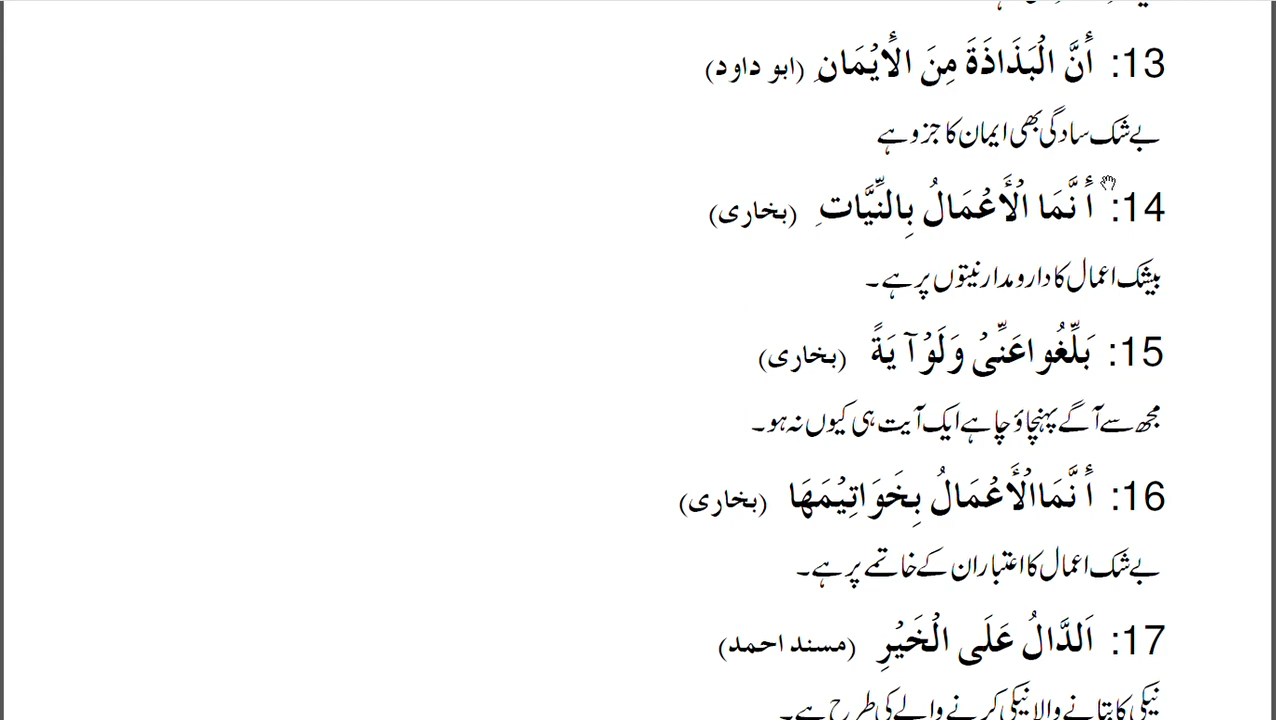 13: أَنَّ الْبَذَاذَةَ مِنَ الْأَيْمَانِ (ابو داود)
بے شک سادگی بھی ایمان کا جزو ہے
14: أَنَّمَا الْأَعْمَالُ بِالنِّيَّاتِ (بخاری)
بیشک اعمال کا دارومدار نیتوں پر ہے۔
15: بَلِّغُوا عَنِّىْ وَلَوْ آيَةً (بخاری)
مجھ سے آگے پہنچاؤ چاہے ایک آیت ہی کیوں نہ ہو۔
16: أَنَّمَا الْأَعْمَالُ بِخَوَاتِيْمَهَا (بخاری)
بے شک اعمال کا اعتبار ان کے خاتمے پر ہے۔
17: اَلدَّالُ عَلَى الْخَيْرِ (مسند احمد)
نیکی کا بتانے والا نیکی کرنے والے کی طرح ہے۔